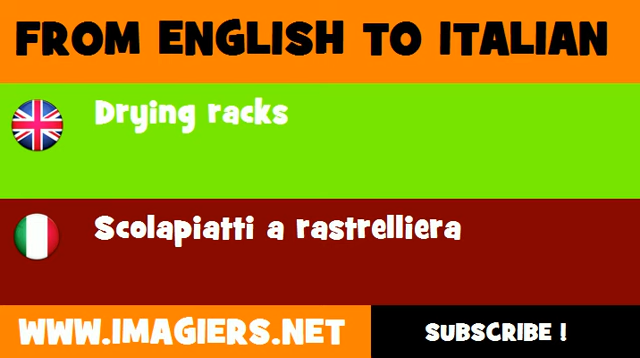 FROM ENGLISH TO ITALIAN
Drying racks
Scolapiatti a rastrelliera
WWW.IMAGIERS.NET
SUBSCRIBE !